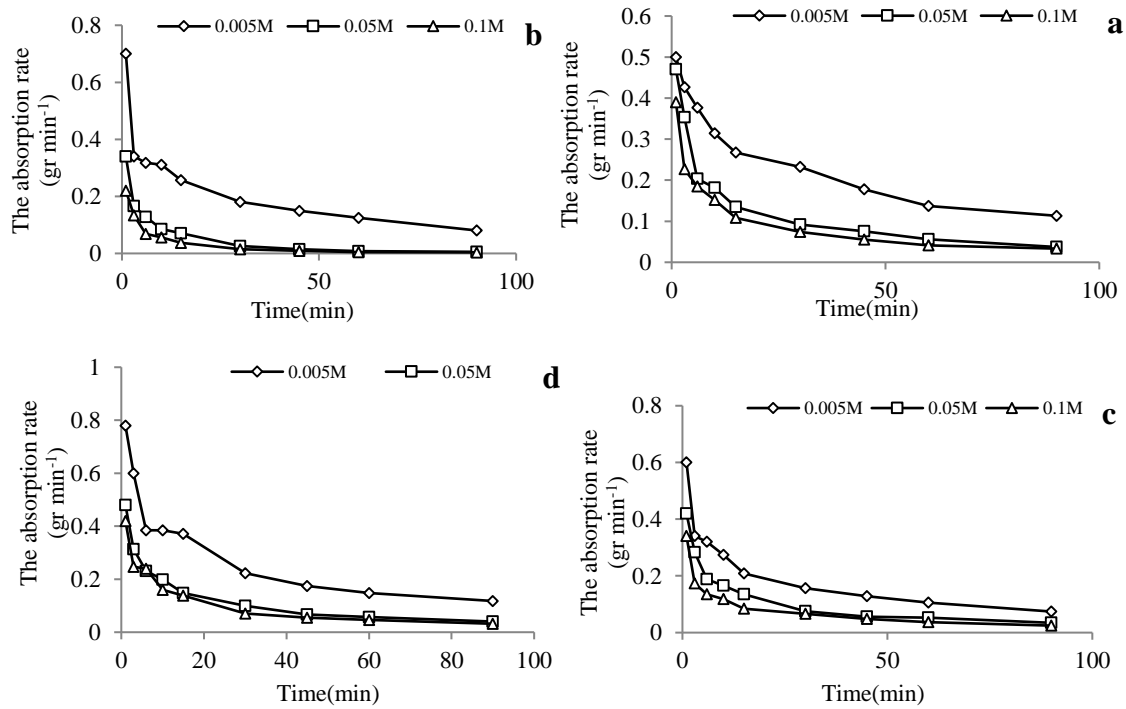 0.005M 0.05M 0.1M
b
The absorption rate
(gr min-1)
0.8
0.6
0.4
0.2
0
0 50 100
Time(min)
0.005M 0.05M 0.1M
a
The absorption rate
(gr min-1)
0.6
0.5
0.4
0.3
0.2
0.1
0
0 50 100
Time(min)
0.005M 0.05M
d
The absorption rate
(gr min-1)
1
0.8
0.6
0.4
0.2
0
0 20 40 60 80 100
Time(min)
0.005M 0.05M 0.1M
c
The absorption rate
(gr min-1)
0.8
0.6
0.4
0.2
0
0 50 100
Time(min)